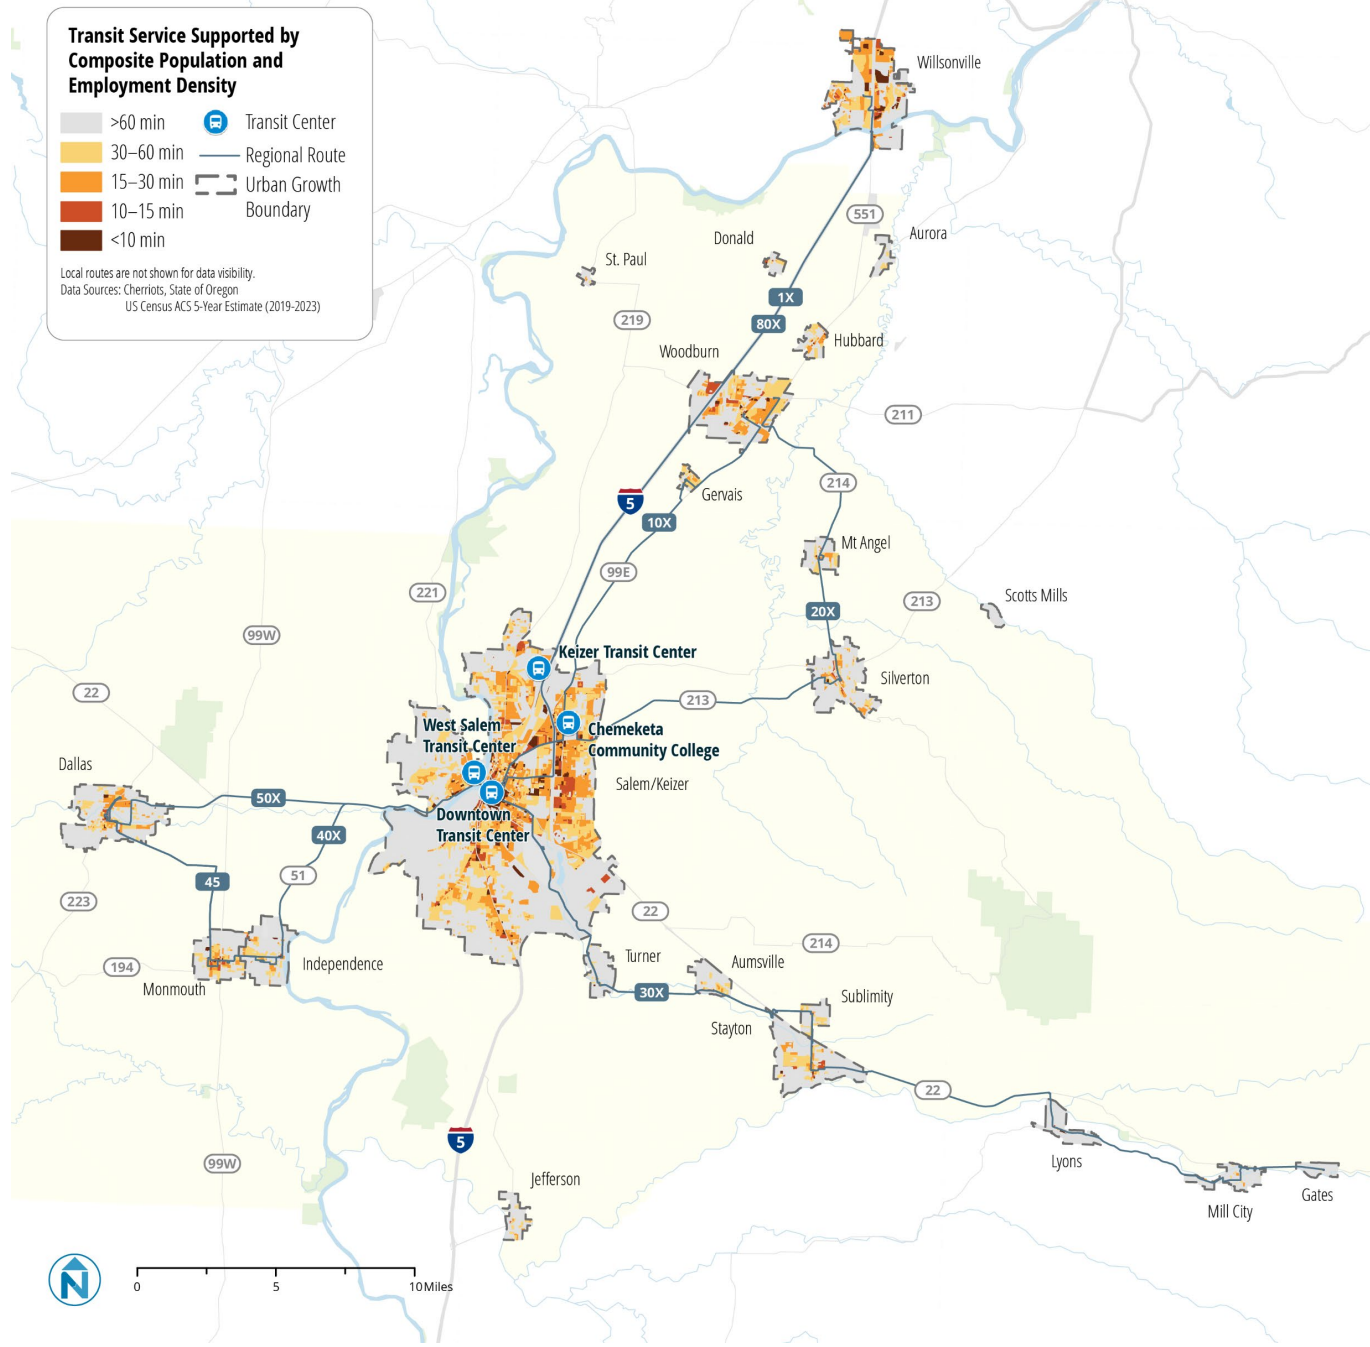 Transit Service Supported by
Composite Population and
Employment Density
>60 min
30–60 min
15–30 min
10–15 min
<10 min
Transit Center
Regional Route
Urban Growth
Boundary
Local routes are not shown for data visibility.
Data Sources: Cherriots, State of Oregon
US Census ACS 5-Year Estimate (2019-2023)
Willsonville
551
Aurora
Donald
St. Paul
1X
219
80X
Hubbard
Woodburn
211
214
Gervais
5
10X
Mt Angel
99E
221
213
Scotts Mills
20X
99W
Keizer Transit Center
Silverton
22
213
West Salem
Transit Center
Chemeketa
Community College
Dallas
Salem/Keizer
50X
Downtown
Transit Center
40X
51
45
223
22
214
Turner
Aumsville
Independence
194
Monmouth
30X
Sublimity
Stayton
22
5
Lyons
99W
Jefferson
Gates
Mill City
N
0
5
10 Miles